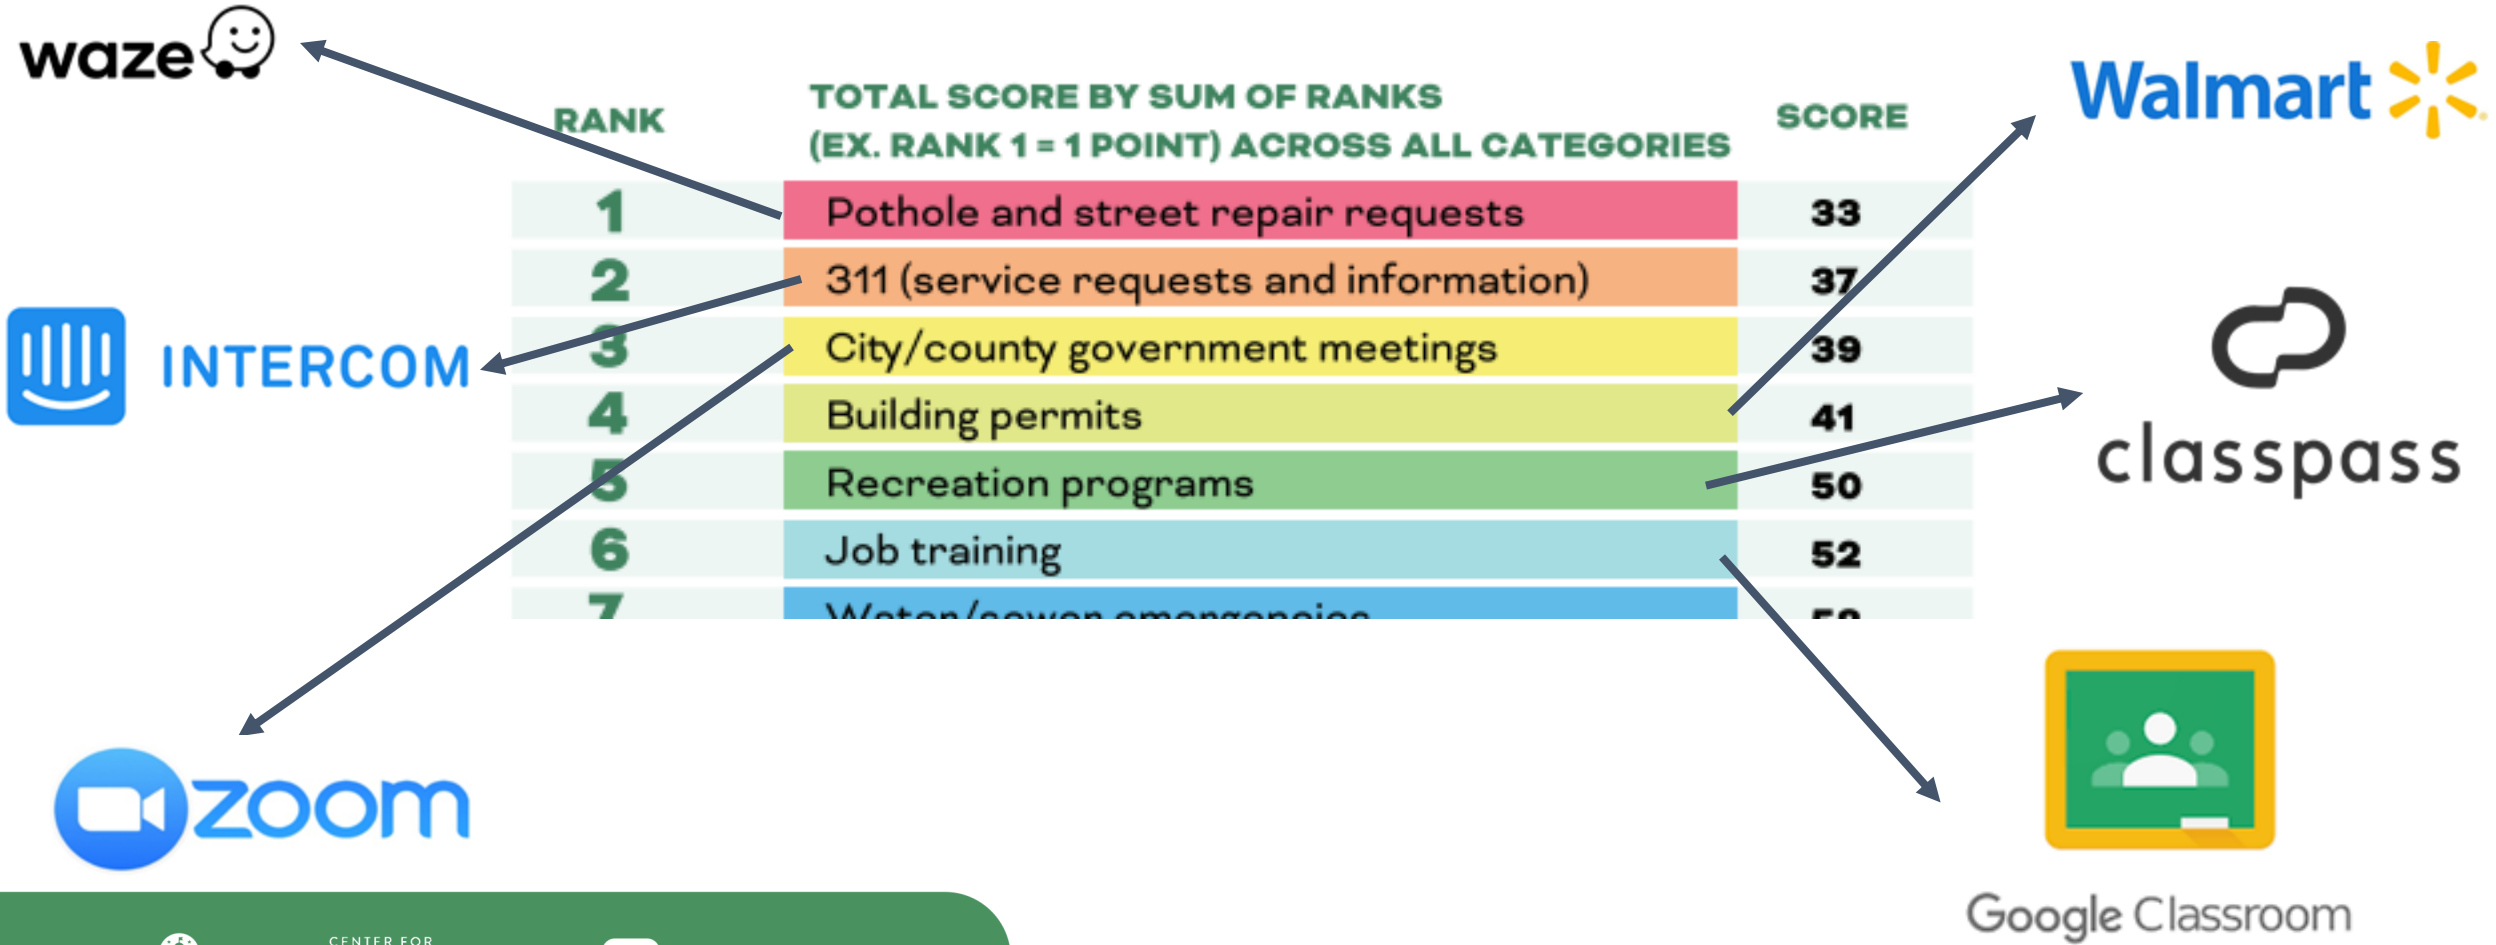 waze
Walmart
RANK
TOTAL SCORE BY SUM OF RANKS
(EX. RANK 1 = 1 POINT) ACROSS ALL CATEGORIES
SCORE
1 Pothole and street repair requests 33
2 311 (service requests and information) 37
3 City/county government meetings 39
4 Building permits 41
5 Recreation programs 50
6 Job training 52
7 Water/sewer emergencies
INTERCOM
classpass
zoom
Google Classroom
CENTER FOR